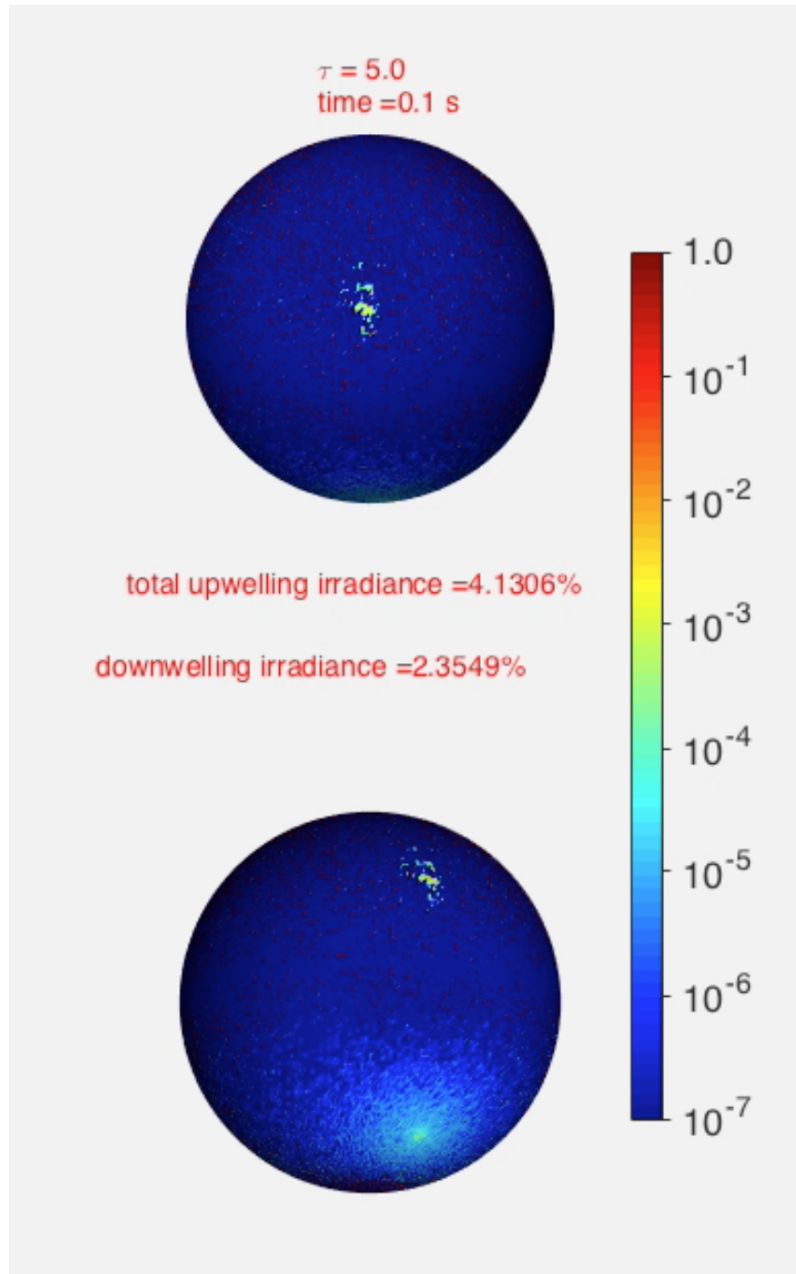 τ = 5.0
time =0.1 s
1.0
10⁻¹
10⁻²
total upwelling irradiance =4.1306%
10⁻³
downwelling irradiance =2.3549%
10⁻⁴
10⁻⁵
10⁻⁶
10⁻⁷